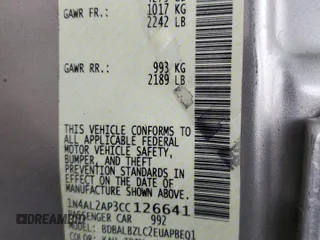 GAWR FR: 1017 KG
2242 LB
GAWR RR: 993 KG
2189 LB
THIS VEHICLE CONFORMS TO
ALL APPLICABLE FEDERAL
MOTOR VEHICLE SAFETY,
BUMPER, AND THEFT
PREVENTION STANDARDS IN
EFFECT ON THE DATE OF
MANUFACTURE SHOWN ABOVE.
1N4AL2AP3CC126641
PASSENGER CAR 992
MODEL: BDBALBZLC2EUAPBEQ1